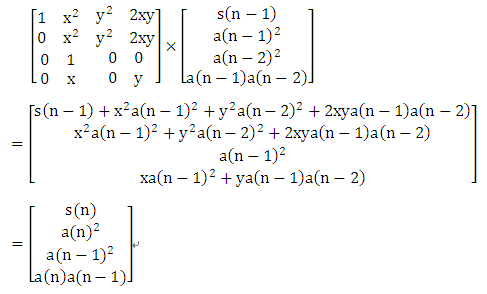 [1 x² y² 2xy] [s(n − 1)]
[0 x² y² 2xy] × [a(n − 1)²]
[0 1 0 0] [a(n − 2)²]
[0 x 0 y] [a(n − 1)a(n − 2)]
[s(n − 1) + x²a(n − 1)² + y²a(n − 2)² + 2xya(n − 1)a(n − 2)]
= [x²a(n − 1)² + y²a(n − 2)² + 2xya(n − 1)a(n − 2)]
[a(n − 1)²]
[xa(n − 1)² + ya(n − 1)a(n − 2)]
[s(n)]
= [a(n)²]
[a(n − 1)²]
[a(n)a(n − 1)]